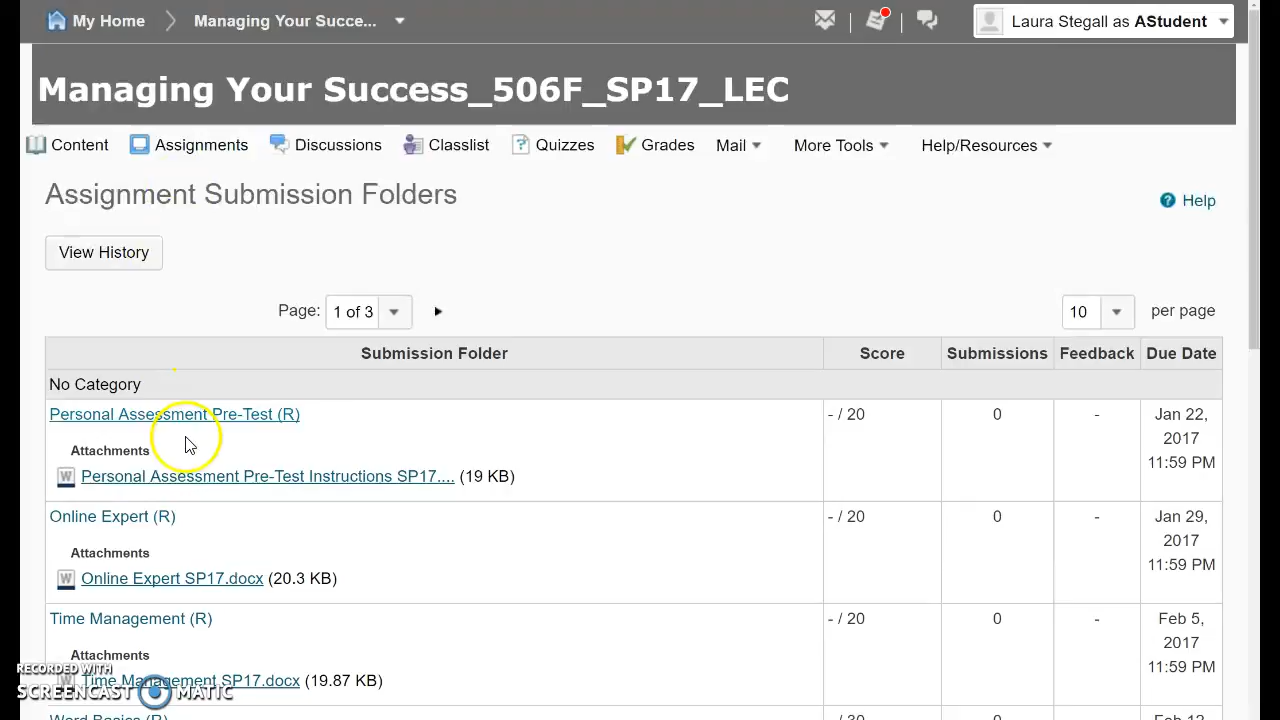 My Home Managing Your Succe... Laura Stegall as AStudent
Managing Your Success_506F_SP17_LEC
Content Assignments Discussions Classlist Quizzes Grades Mail More Tools Help/Resources
Assignment Submission Folders
Help
View History
Page: 1 of 3 10 per page
Submission Folder Score Submissions Feedback Due Date
No Category
Personal Assessment Pre-Test (R) - / 20 0 - Jan 22,
2017
11:59 PM
Attachments
Personal Assessment Pre-Test Instructions SP17.... (19 KB)
Online Expert (R) - / 20 0 - Jan 29,
2017
11:59 PM
Attachments
Online Expert SP17.docx (20.3 KB)
Time Management (R) - / 20 0 - Feb 5,
2017
11:59 PM
Attachments
Time Management SP17.docx (19.87 KB)
RECORDED WITH
SCREENCAST MATIC
Word Basics (R) - / 30 0 - Feb 12,